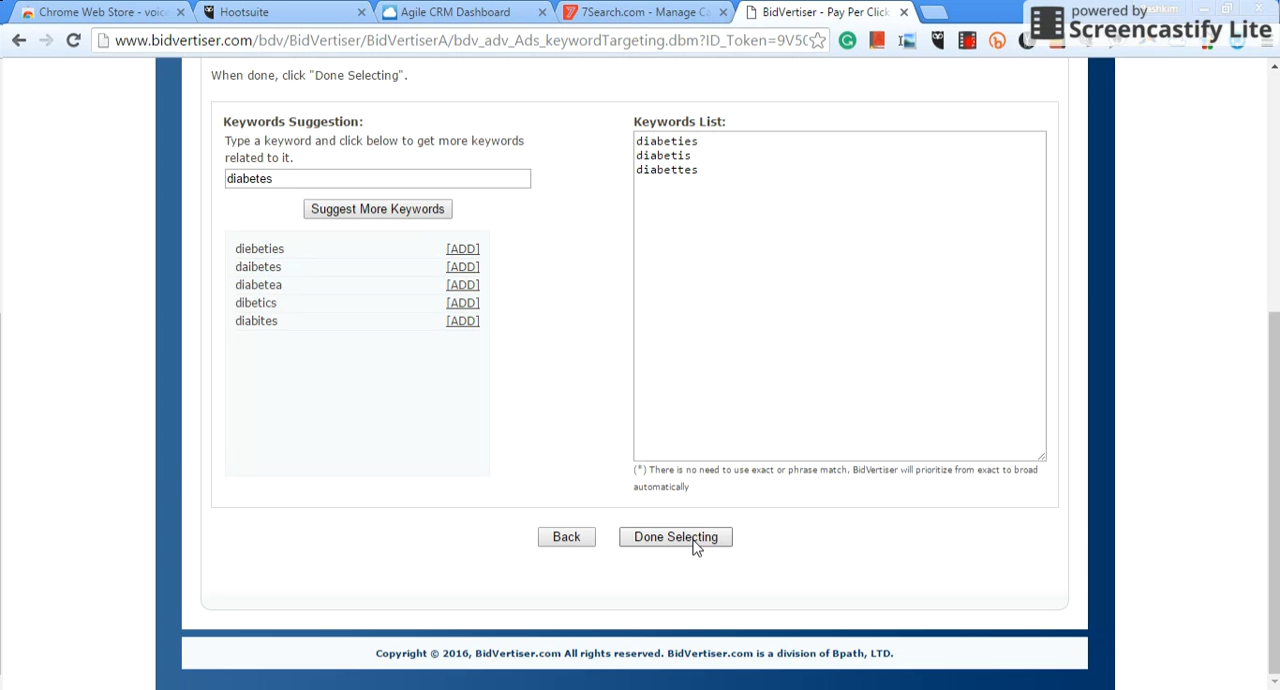 Chrome Web Store - voice
Hootsuite
Agile CRM Dashboard
7Search.com - Manage Ca
BidVertiser - Pay Per Click
powered by
Screencastify Lite
www.bidvertiser.com/bdv/BidVertiser/BidVertiserA/bdv_adv_Ads_keywordTargeting.dbm?ID_Token=9V5C
When done, click "Done Selecting".
Keywords Suggestion:
Type a keyword and click below to get more keywords
related to it.
diabetes
Suggest More Keywords
diebeties [ADD]
daibetes [ADD]
diabetea [ADD]
dibetics [ADD]
diabites [ADD]
Keywords List:
diabeties
diabetis
diabettes
(*) There is no need to use exact or phrase match, BidVertiser will prioritize from exact to broad
automatically
Back
Done Selecting
Copyright © 2016, BidVertiser.com All rights reserved. BidVertiser.com is a division of Bpath, LTD.